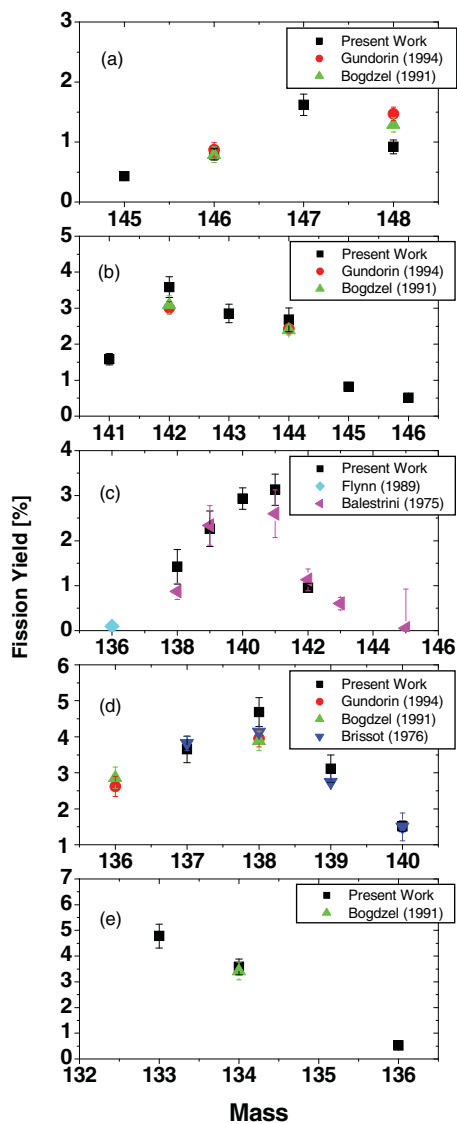 3
2
1
0
(a)
Present Work
Gundorin (1994)
Bogdzel (1991)
145 146 147 148
5
4
3
2
1
0
(b)
Present Work
Gundorin (1994)
Bogdzel (1991)
141 142 143 144 145 146
Fission Yield [%]
4
3
2
1
0
(c)
Present Work
Flynn (1989)
Balestrini (1975)
136 138 140 142 144 146
6
5
4
3
2
1
(d)
Present Work
Gundorin (1994)
Bogdzel (1991)
Brissot (1976)
136 137 138 139 140
7
6
5
4
3
2
1
0
(e)
Present Work
Bogdzel (1991)
132 133 134 135 136
Mass